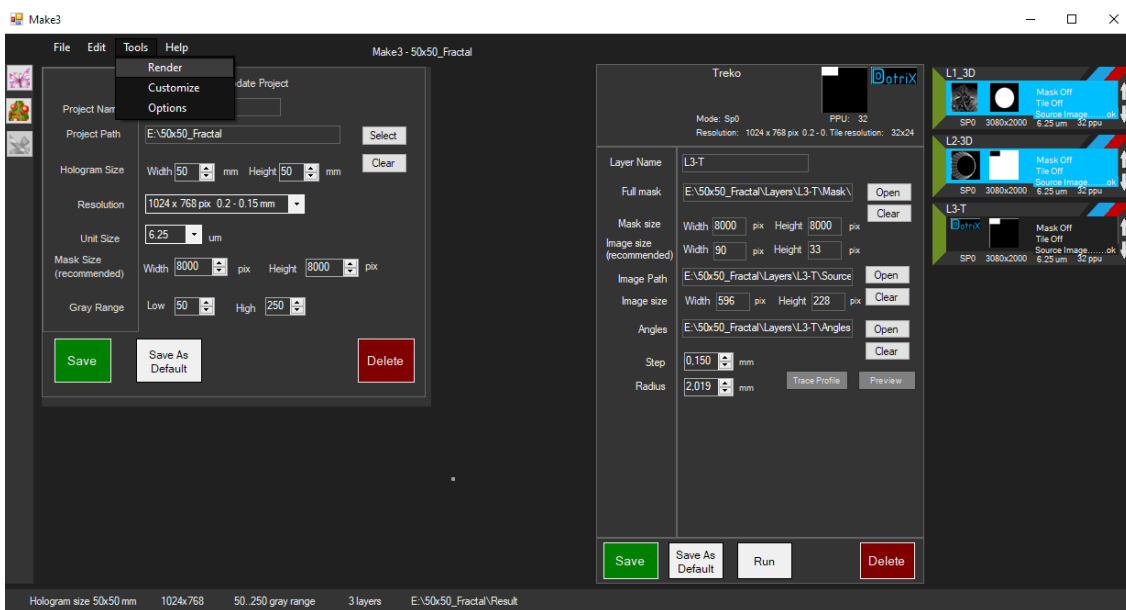 Make3
File Edit Tools Help
Make3 - 50x50_Fractal
Render
Customize
Options
date Project
Project Nam
Project Path E:\50x50_Fractal Select
Clear
Hologram Size Width 50 mm Height 50 mm
Resolution 1024 x 768 pix 0.2 - 0.15 mm
Unit Size 6.25 um
Mask Size
(recommended) Width 8000 pix Height 8000 pix
Gray Range Low 50 High 250
Save
Save As
Default
Delete
Treko
DotriX
Mode: Sp0 PPU: 32
Resolution: 1024 x 768 pix 0.2 - 0. Tile resolution: 32x24
Layer Name L3-T
Full mask E:\50x50_Fractal\Layers\L3-T\Mask\ Open
Clear
Mask size Width 8000 pix Height 8000 pix
Image size
(recommended) Width 90 pix Height 33 pix
Image Path E:\50x50_Fractal\Layers\L3-T\Source Open
Image size Width 596 pix Height 228 pix Clear
Angles E:\50x50_Fractal\Layers\L3-T\Angles Open
Clear
Step 0,150 mm
Radius 2,019 mm Trace Profile Preview
Save
Save As
Default
Run
Delete
L1_3D
Mask Off
Tile Off
Source Image......ok
SP0 3080x2000 6.25 um 32 ppu
L2-3D
Mask Off
Tile Off
Source Image......ok
SP0 3080x2000 6.25 um 32 ppu
L3-T
DotriX
Mask Off
Tile Off
Source Image......ok
SP0 3080x2000 6.25 um 32 ppu
Hologram size 50x50 mm 1024x768 50..250 gray range 3 layers E:\50x50_Fractal\Result